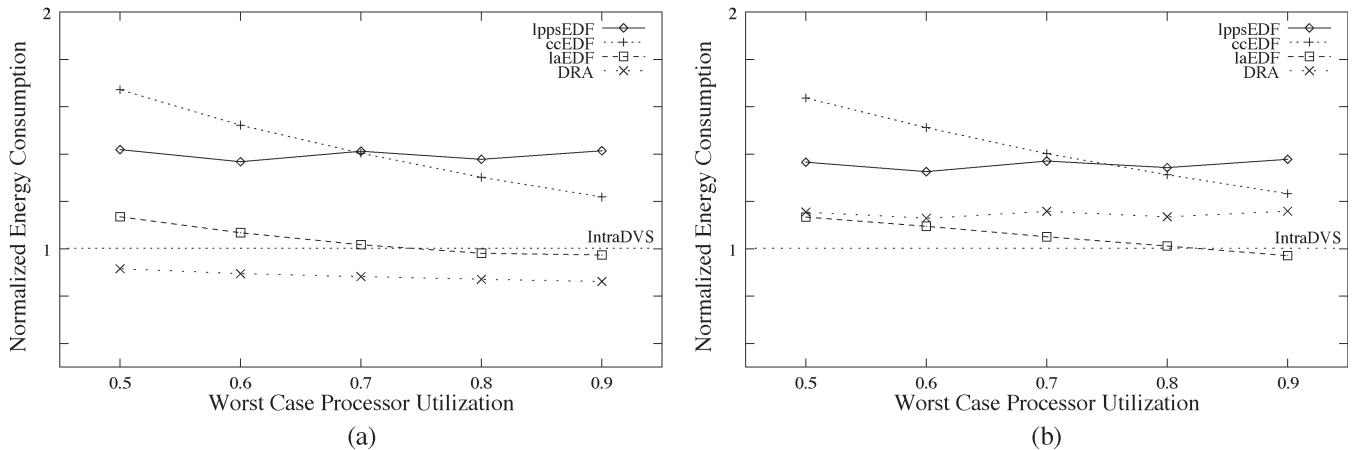 2
1
Normalized Energy Consumption
lppsEDF
ccEDF
laEDF
DRA
IntraDVS
0.5 0.6 0.7 0.8 0.9
Worst Case Processor Utilization
(a)
2
1
Normalized Energy Consumption
lppsEDF
ccEDF
laEDF
DRA
IntraDVS
0.5 0.6 0.7 0.8 0.9
Worst Case Processor Utilization
(b)